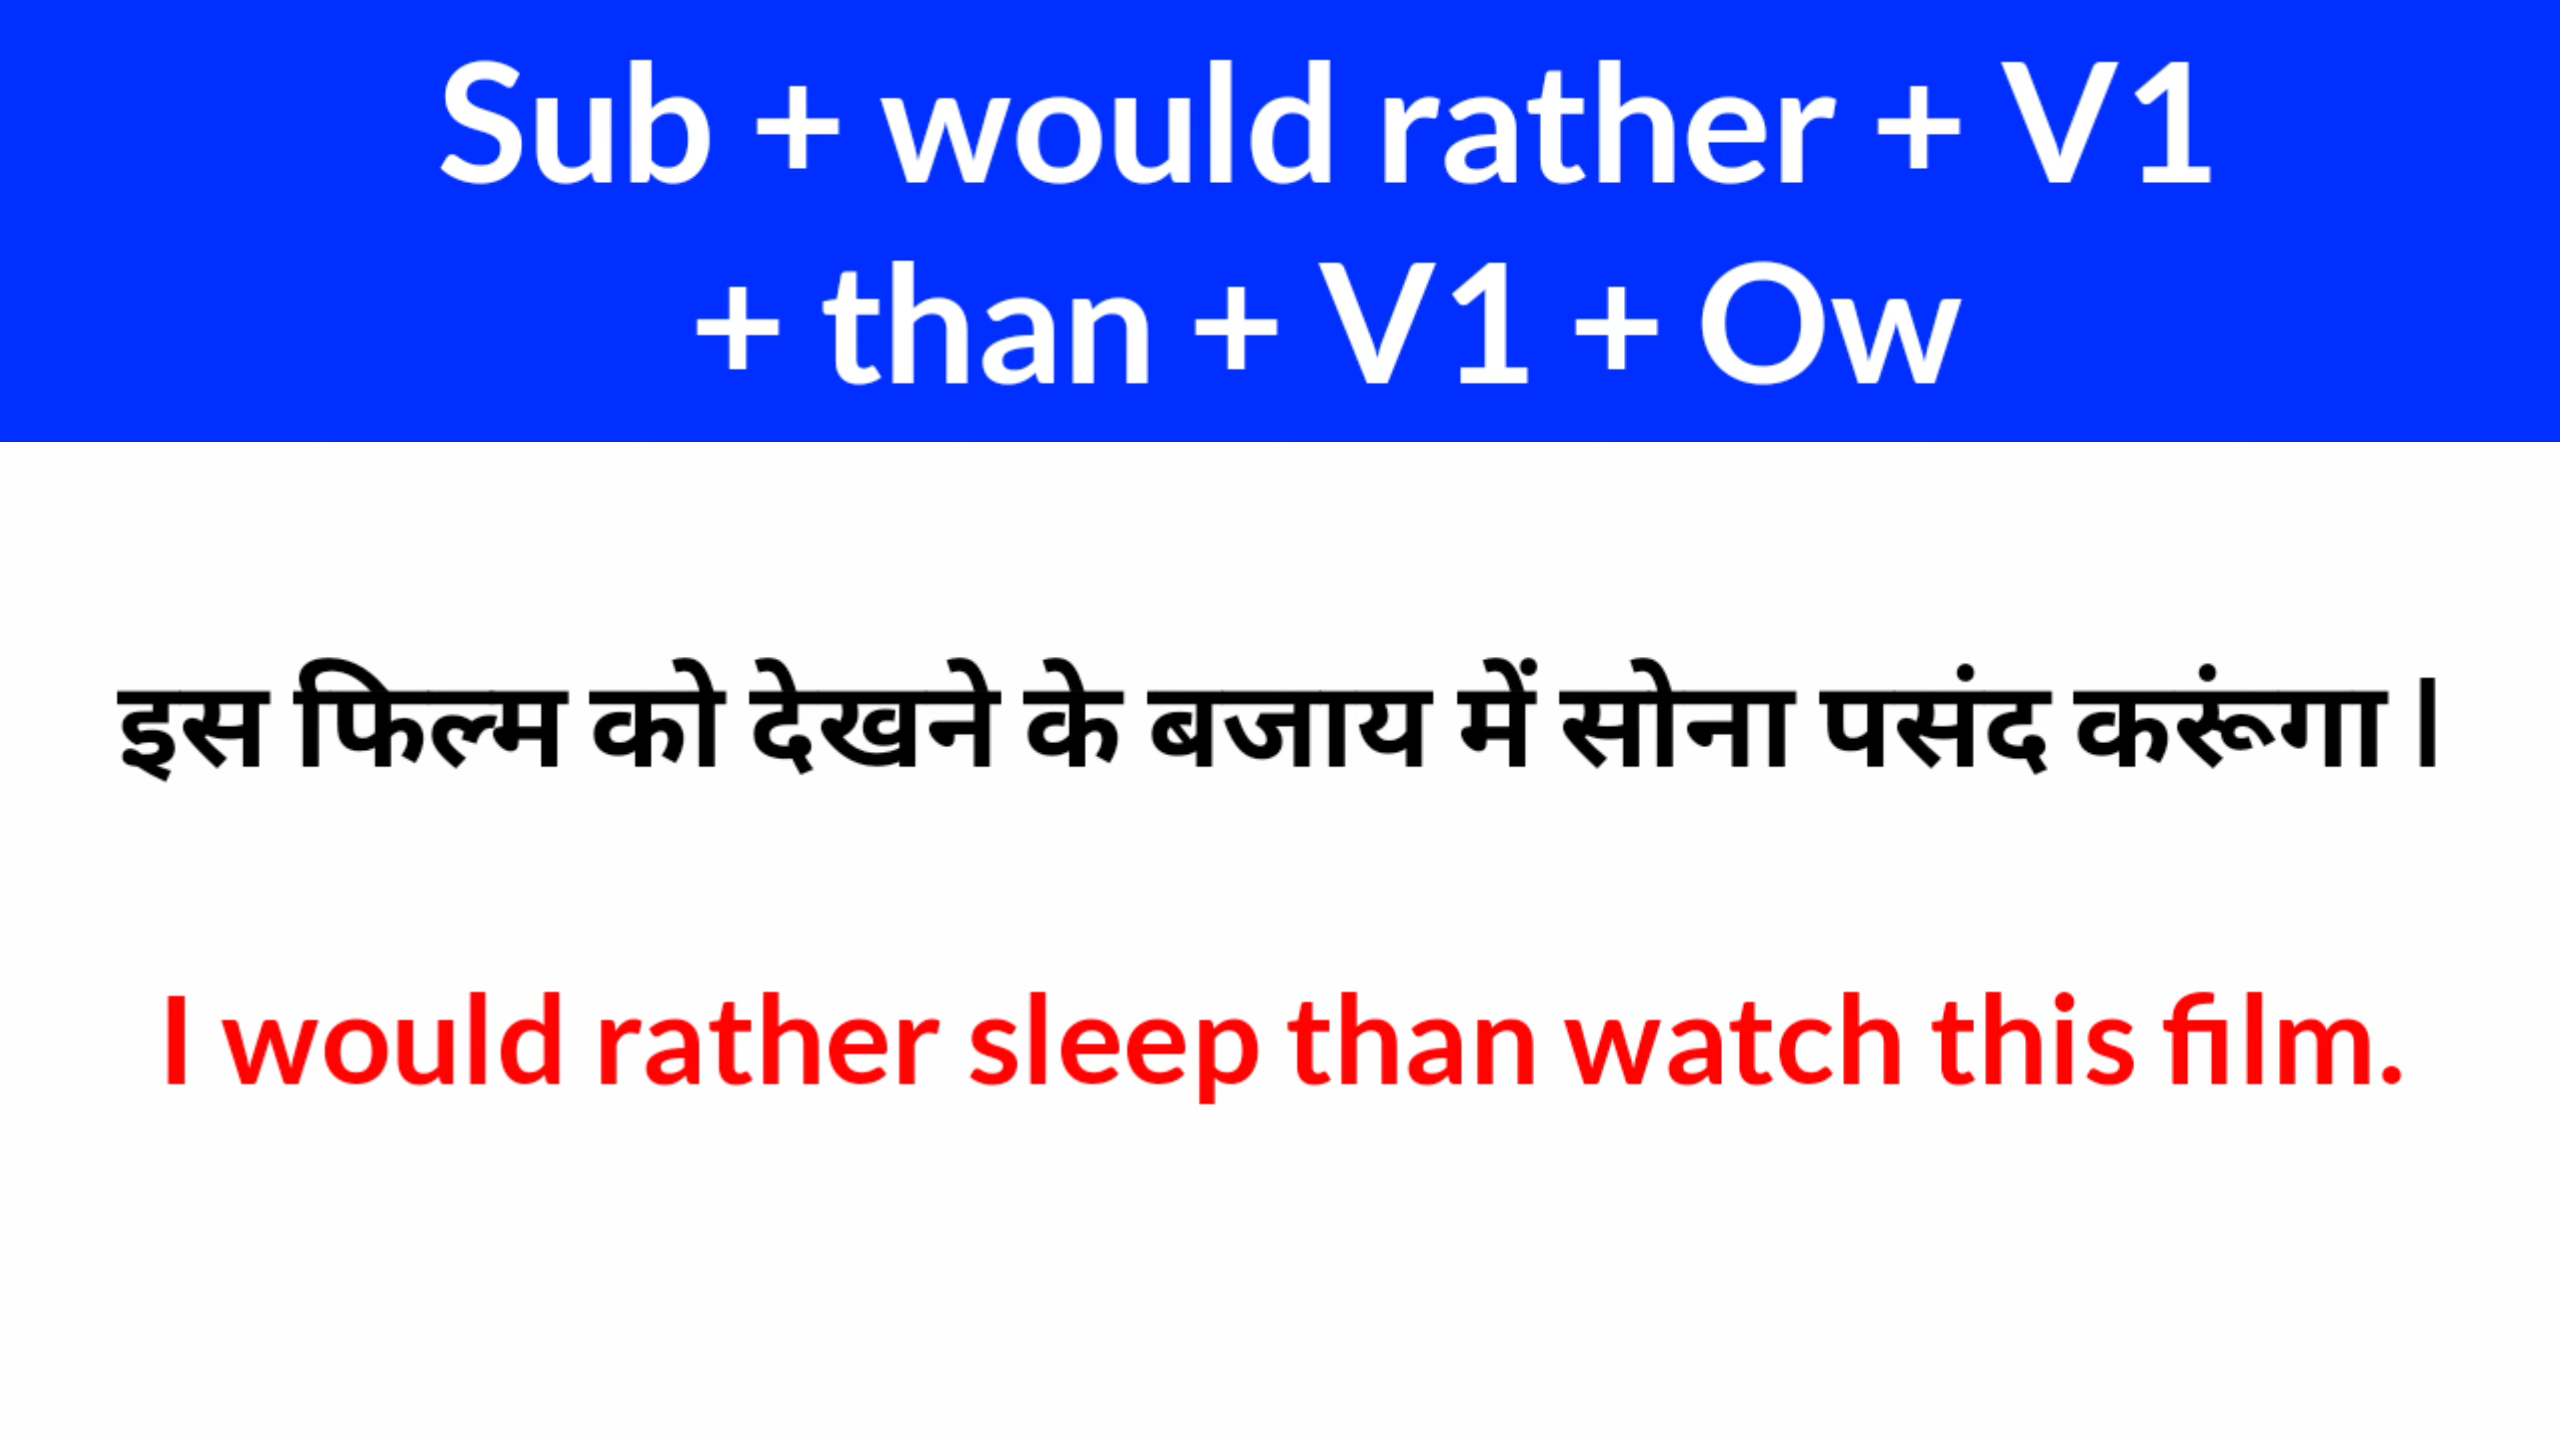 Sub + would rather + V1
+ than + V1 + Ow
इस फिल्म को देखने के बजाय में सोना पसंद करूंगा |
I would rather sleep than watch this film.